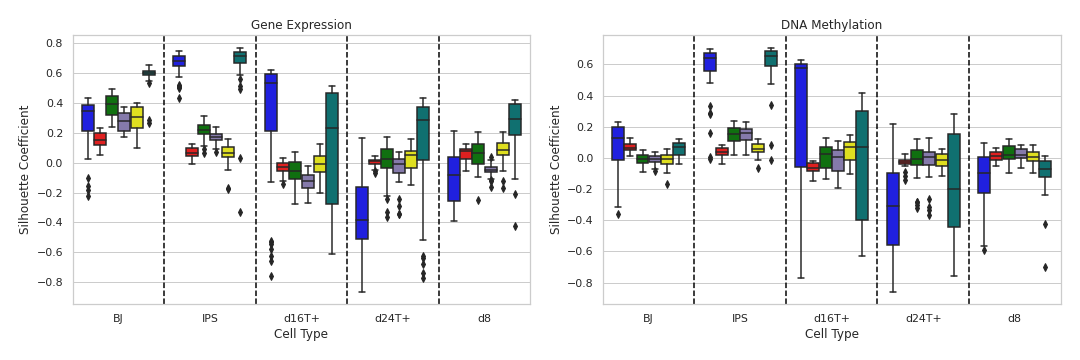 Gene Expression
Silhouette Coefficient
0.8
0.6
0.4
0.2
0.0
−0.2
−0.4
−0.6
−0.8
BJ IPS d16T+ d24T+ d8
Cell Type
DNA Methylation
Silhouette Coefficient
0.6
0.4
0.2
0.0
−0.2
−0.4
−0.6
−0.8
BJ IPS d16T+ d24T+ d8
Cell Type